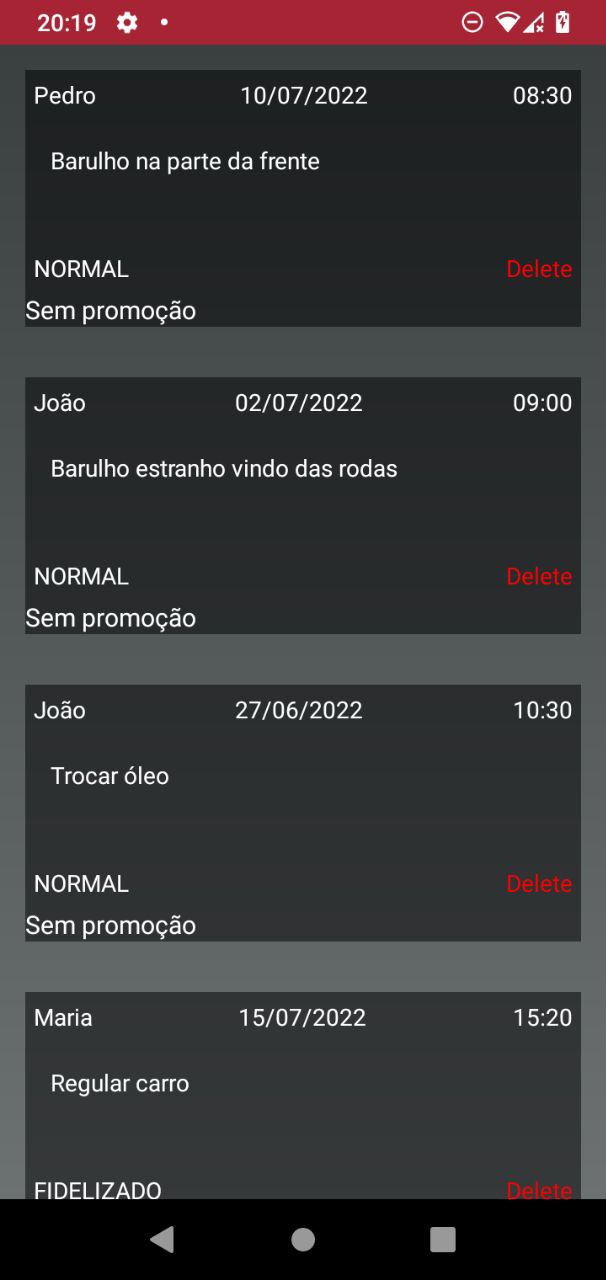 20:19
Pedro 10/07/2022 08:30
Barulho na parte da frente
NORMAL Delete
Sem promoção
João 02/07/2022 09:00
Barulho estranho vindo das rodas
NORMAL Delete
Sem promoção
João 27/06/2022 10:30
Trocar óleo
NORMAL Delete
Sem promoção
Maria 15/07/2022 15:20
Regular carro
FIDELIZADO Delete